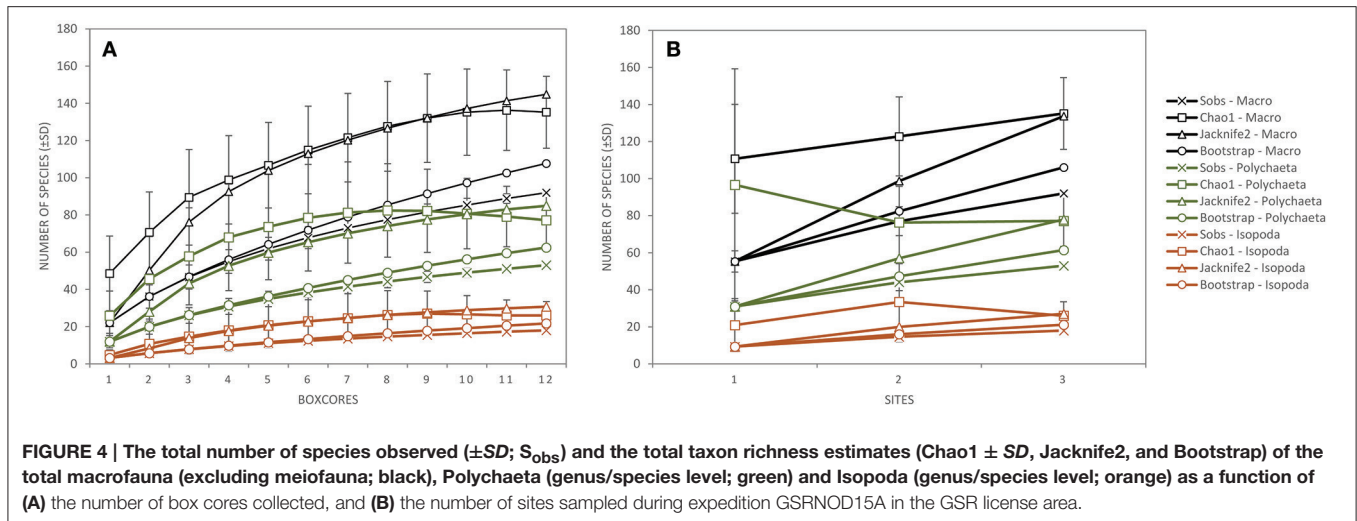 A
NUMBER OF SPECIES (±SD)
180
160
140
120
100
80
60
40
20
0
1 2 3 4 5 6 7 8 9 10 11 12
BOXCORES
B
NUMBER OF SPECIES (±SD)
180
160
140
120
100
80
60
40
20
0
1 2 3
SITES
Sobs - Macro
Chao1 - Macro
Jacknife2 - Macro
Bootstrap - Macro
Sobs - Polychaeta
Chao1 - Polychaeta
Jacknife2 - Polychaeta
Bootstrap - Polychaeta
Sobs - Isopoda
Chao1 - Isopoda
Jacknife2 - Isopoda
Bootstrap - Isopoda
FIGURE 4 | The total number of species observed (±SD; Sobs) and the total taxon richness estimates (Chao1 ± SD, Jacknife2, and Bootstrap) of the
total macrofauna (excluding meiofauna; black), Polychaeta (genus/species level; green) and Isopoda (genus/species level; orange) as a function of
(A) the number of box cores collected, and (B) the number of sites sampled during expedition GSRNOD15A in the GSR license area.